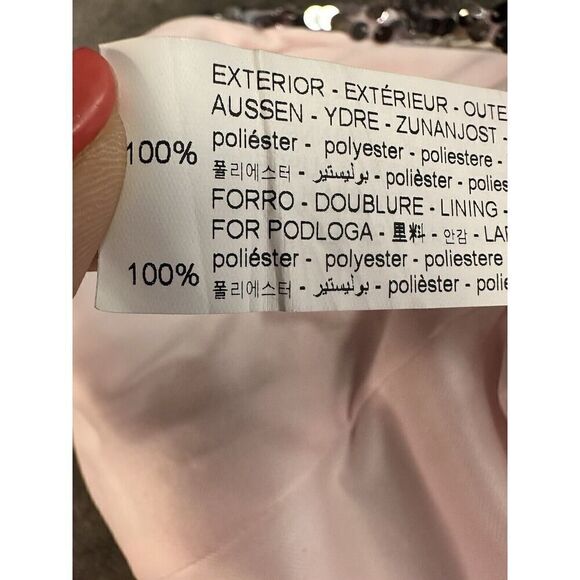 EXTERIOR - EXTÉRIEUR - OUTE
AUSSEN - YDRE - ZUNANJOST -
100% poliéster - polyester - poliestere -
폴리에스터 - بوليستير - polièster - polies
FORRO - DOUBLURE - LINING -
FOR PODLOGA - 里料 - 안감 - LA
100% poliéster - polyester - poliestere
폴리에스터 - بوليستير - polièster - polie